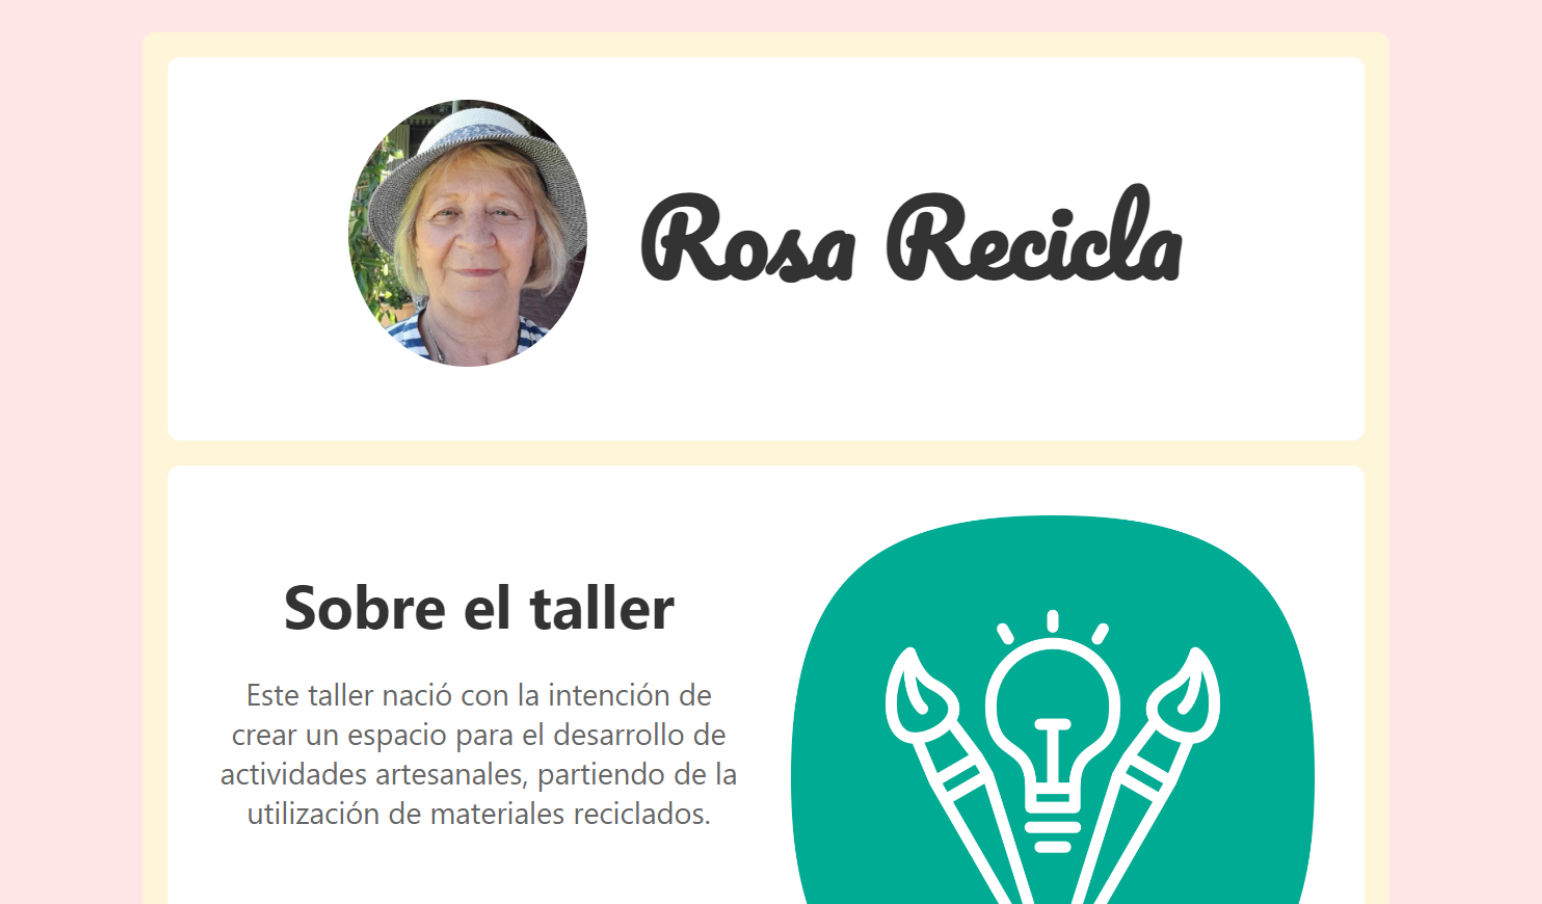 Rosa Recicla
Sobre el taller
Este taller nació con la intención de
crear un espacio para el desarrollo de
actividades artesanales, partiendo de la
utilización de materiales reciclados.